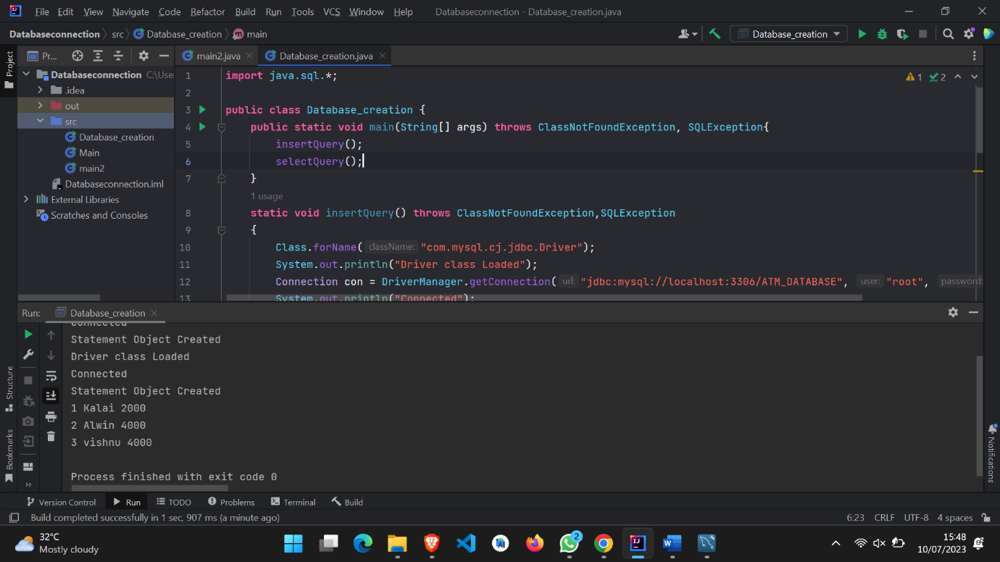 File Edit View Navigate Code Refactor Build Run Tools VCS Window Help Databaseconnection - Database_creation.java
Databaseconnection src Database_creation main Database_creation
Project
Pr...
main2.java Database_creation.java
Databaseconnection C:\User
.idea
out
src
Database_creation
Main
main2
Databaseconnection.iml
External Libraries
Scratches and Consoles
1 2
1 import java.sql.*;
2
3 public class Database_creation {
4 public static void main(String[] args) throws ClassNotFoundException, SQLException{
5 insertQuery();
6 selectQuery();
7 }
1 usage
8 static void insertQuery() throws ClassNotFoundException,SQLException
9 {
10 Class.forName( className: "com.mysql.cj.jdbc.Driver");
11 System.out.println("Driver class Loaded");
12 Connection con = DriverManager.getConnection( url: "jdbc:mysql://localhost:3306/ATM_DATABASE", user: "root", password:
13 System.out.println("Connected");
Run: Database_creation
Connected
Statement Object Created
Driver class Loaded
Connected
Statement Object Created
1 Kalai 2000
2 Alwin 4000
3 vishnu 4000
Process finished with exit code 0
Structure
Bookmarks
Notifications
Version Control Run TODO Problems Terminal Build
Build completed successfully in 1 sec, 907 ms (a minute ago) 6:23 CRLF UTF-8 4 spaces
32°C
Mostly cloudy
2
15:48
10/07/2023